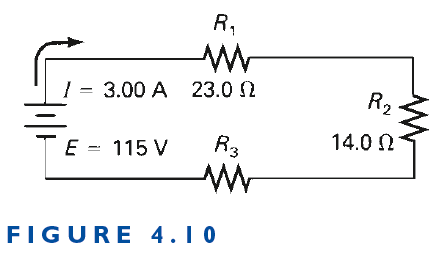 R₁
I = 3.00 A 23.0 Ω
R₂
E = 115 V R₃ 14.0 Ω
FIGURE 4.10